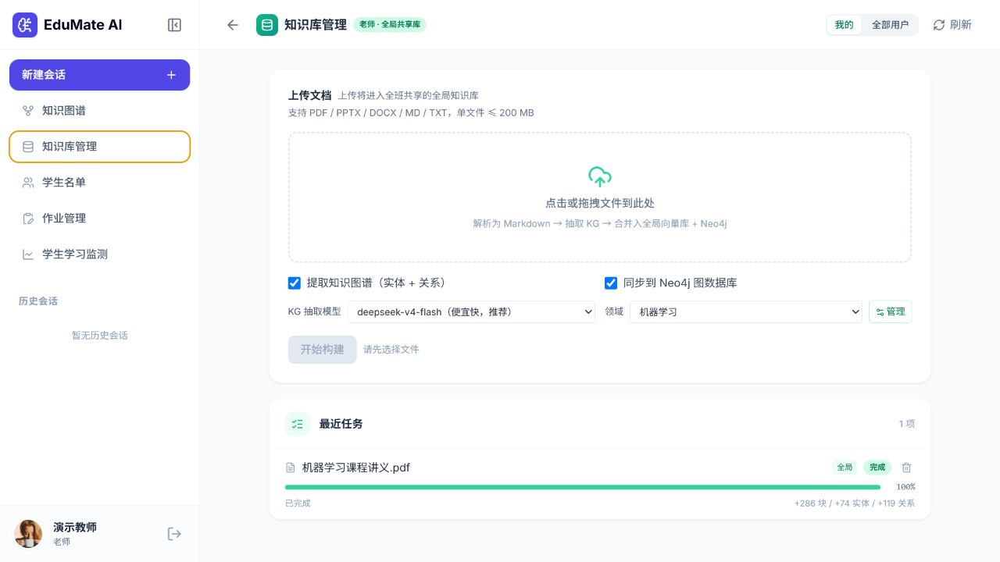 EduMate AI
新建会话
知识图谱
知识库管理
学生名单
作业管理
学生学习监测
历史会话
暂无历史会话
演示教师
老师
知识库管理 老师 · 全局共享库
我的 全部用户 刷新
上传文档 上传将进入全班共享的全局知识库
支持 PDF / PPTX / DOCX / MD / TXT，单文件 ≤ 200 MB
点击或拖拽文件到此处
解析为 Markdown → 抽取 KG → 合并入全局向量库 + Neo4j
提取知识图谱（实体 + 关系） 同步到 Neo4j 图数据库
KG 抽取模型 deepseek-v4-flash（便宜快，推荐） 领域 机器学习 管理
开始构建 请先选择文件
最近任务 1 项
机器学习课程讲义.pdf 全局 完成
100%
已完成 +286 块 / +74 实体 / +119 关系